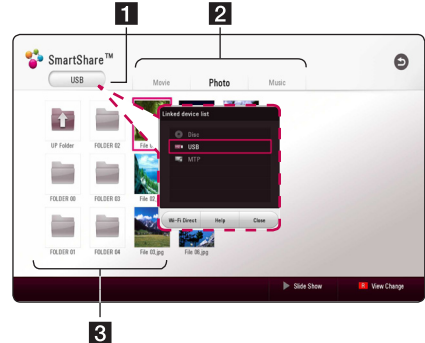 1
2
SmartShare™
USB
Movie
Photo
Music
Linked device list
Disc
USB
MTP
Wi-Fi Direct
Help
Close
UP Folder
FOLDER 02
FOLDER 00
FOLDER 03
File 02.
FOLDER 01
FOLDER 04
File 03.jpg
File 06.jpg
Slide Show
R View Change
3